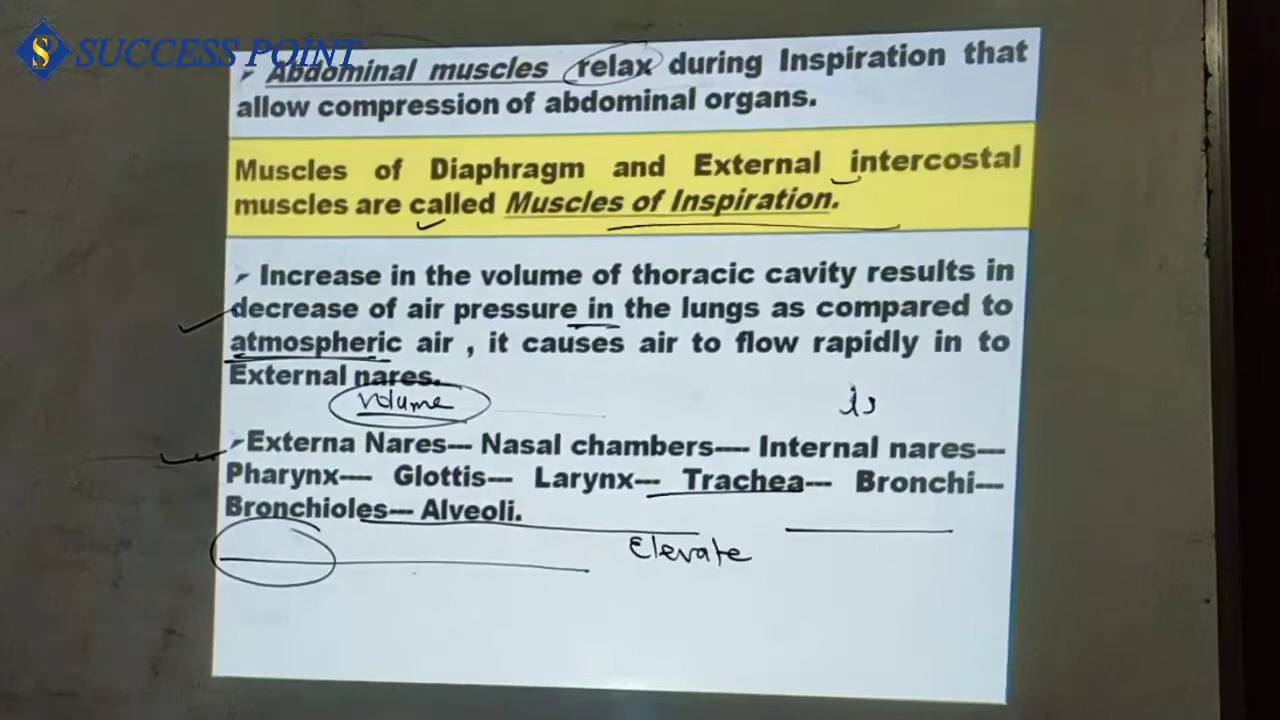 SUCCESS POINT
Abdominal muscles relax during Inspiration that
allow compression of abdominal organs.
Muscles of Diaphragm and External intercostal
muscles are called Muscles of Inspiration.
Increase in the volume of thoracic cavity results in
decrease of air pressure in the lungs as compared to
atmospheric air , it causes air to flow rapidly in to
External nares.
volume
Externa Nares--- Nasal chambers---- Internal nares---
Pharynx---- Glottis--- Larynx--- Trachea--- Bronchi---
Bronchioles--- Alveoli.
Elevate